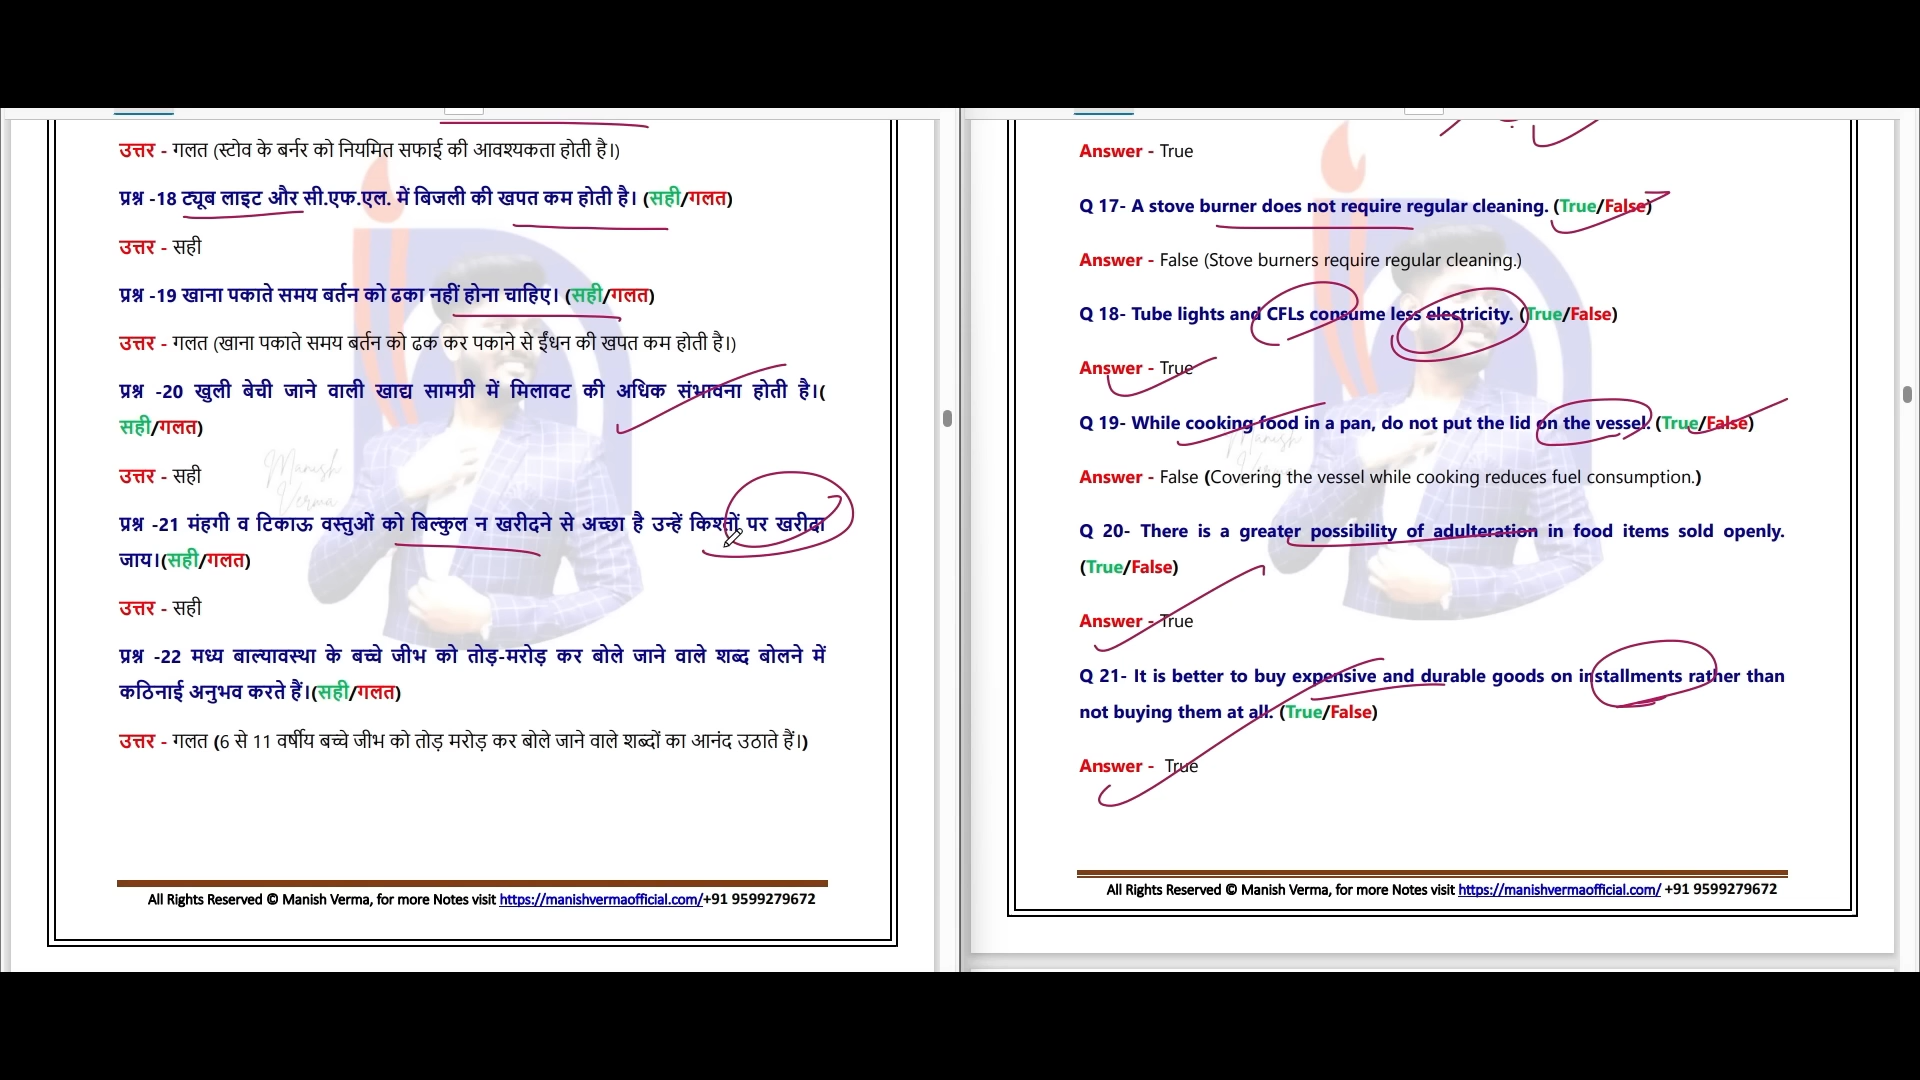 उत्तर - गलत (स्टोव के बर्नर को नियमित सफाई की आवश्यकता होती है।)
प्रश्न -18 ट्यूब लाइट और सी.एफ.एल. में बिजली की खपत कम होती है। (सही/गलत)
उत्तर - सही
प्रश्न -19 खाना पकाते समय बर्तन को ढका नहीं होना चाहिए। (सही/गलत)
उत्तर - गलत (खाना पकाते समय बर्तन को ढक कर पकाने से ईंधन की खपत कम होती है।)
प्रश्न -20 खुली बेची जाने वाली खाद्य सामग्री में मिलावट की अधिक संभावना होती है।(
सही/गलत)
उत्तर - सही
प्रश्न -21 मंहगी व टिकाऊ वस्तुओं को बिल्कुल न खरीदने से अच्छा है उन्हें किश्तों पर खरीदा
जाय।(सही/गलत)
उत्तर - सही
प्रश्न -22 मध्य बाल्यावस्था के बच्चे जीभ को तोड़-मरोड़ कर बोले जाने वाले शब्द बोलने में
कठिनाई अनुभव करते हैं।(सही/गलत)
उत्तर - गलत (6 से 11 वर्षीय बच्चे जीभ को तोड़ मरोड़ कर बोले जाने वाले शब्दों का आनंद उठाते हैं।)
Manish
Verma
All Rights Reserved © Manish Verma, for more Notes visit https://manishvermaofficial.com/+91 9599279672
Answer - True
Q 17- A stove burner does not require regular cleaning. (True/False)
Answer - False (Stove burners require regular cleaning.)
Q 18- Tube lights and CFLs consume less electricity. (True/False)
Answer - True
Q 19- While cooking food in a pan, do not put the lid on the vessel. (True/False)
Answer - False (Covering the vessel while cooking reduces fuel consumption.)
Q 20- There is a greater possibility of adulteration in food items sold openly.
(True/False)
Answer - True
Q 21- It is better to buy expensive and durable goods on installments rather than
not buying them at all. (True/False)
Answer - True
Manish
Verma
All Rights Reserved © Manish Verma, for more Notes visit https://manishvermaofficial.com/ +91 9599279672